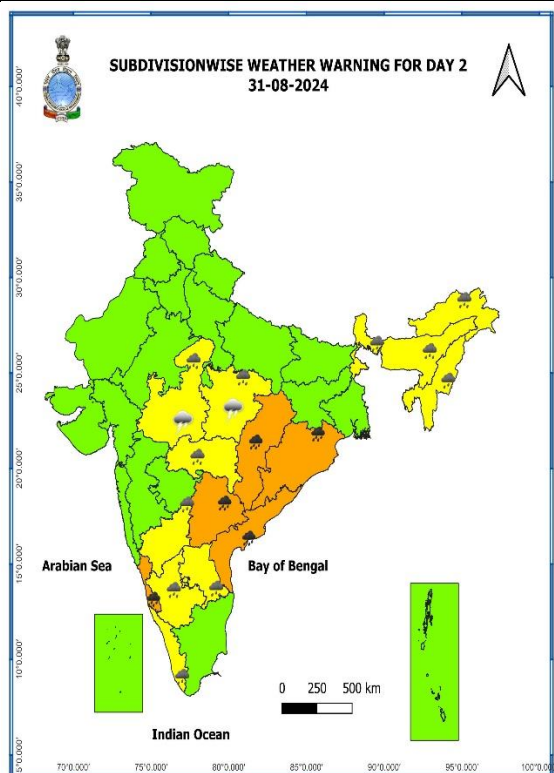 SUBDIVISIONWISE WEATHER WARNING FOR DAY 2
31-08-2024
40°0.000'
35°0.000'
30°0.000'
25°0.000'
20°0.000'
15°0.000'
10°0.000'
5°0.000'
Arabian Sea
Bay of Bengal
0 250 500 km
Indian Ocean
70°0.000' 75°0.000' 80°0.000' 85°0.000' 90°0.000' 95°0.000' 100°0.0